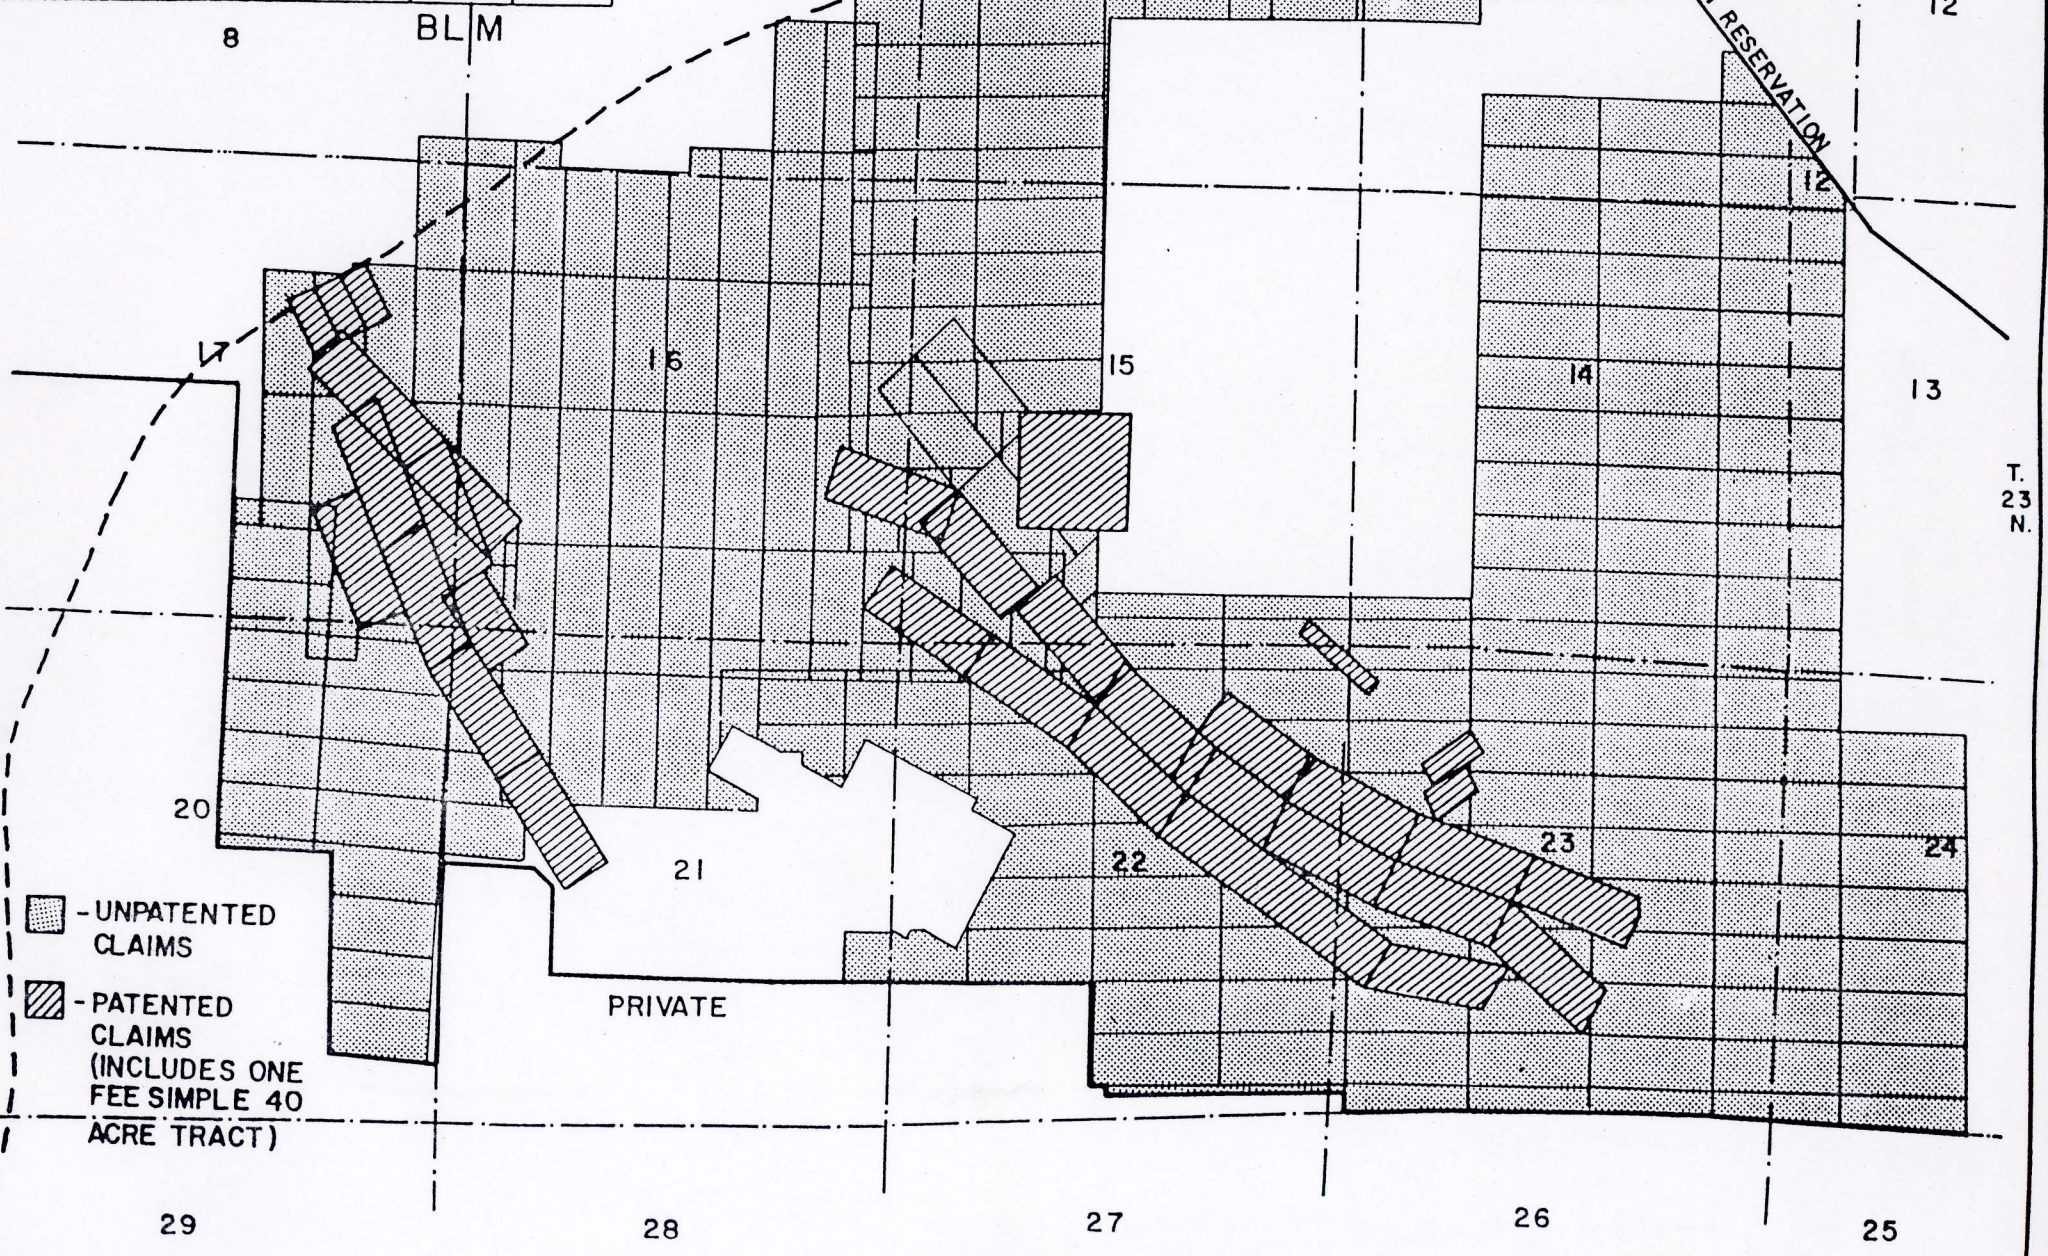 12
8
BLM
RESERVATION
12
17
16
15
14
13
T.
23
N.
20
21
22
23
24
- UNPATENTED
CLAIMS
- PATENTED
CLAIMS
(INCLUDES ONE
FEE SIMPLE 40
ACRE TRACT)
PRIVATE
29
28
27
26
25